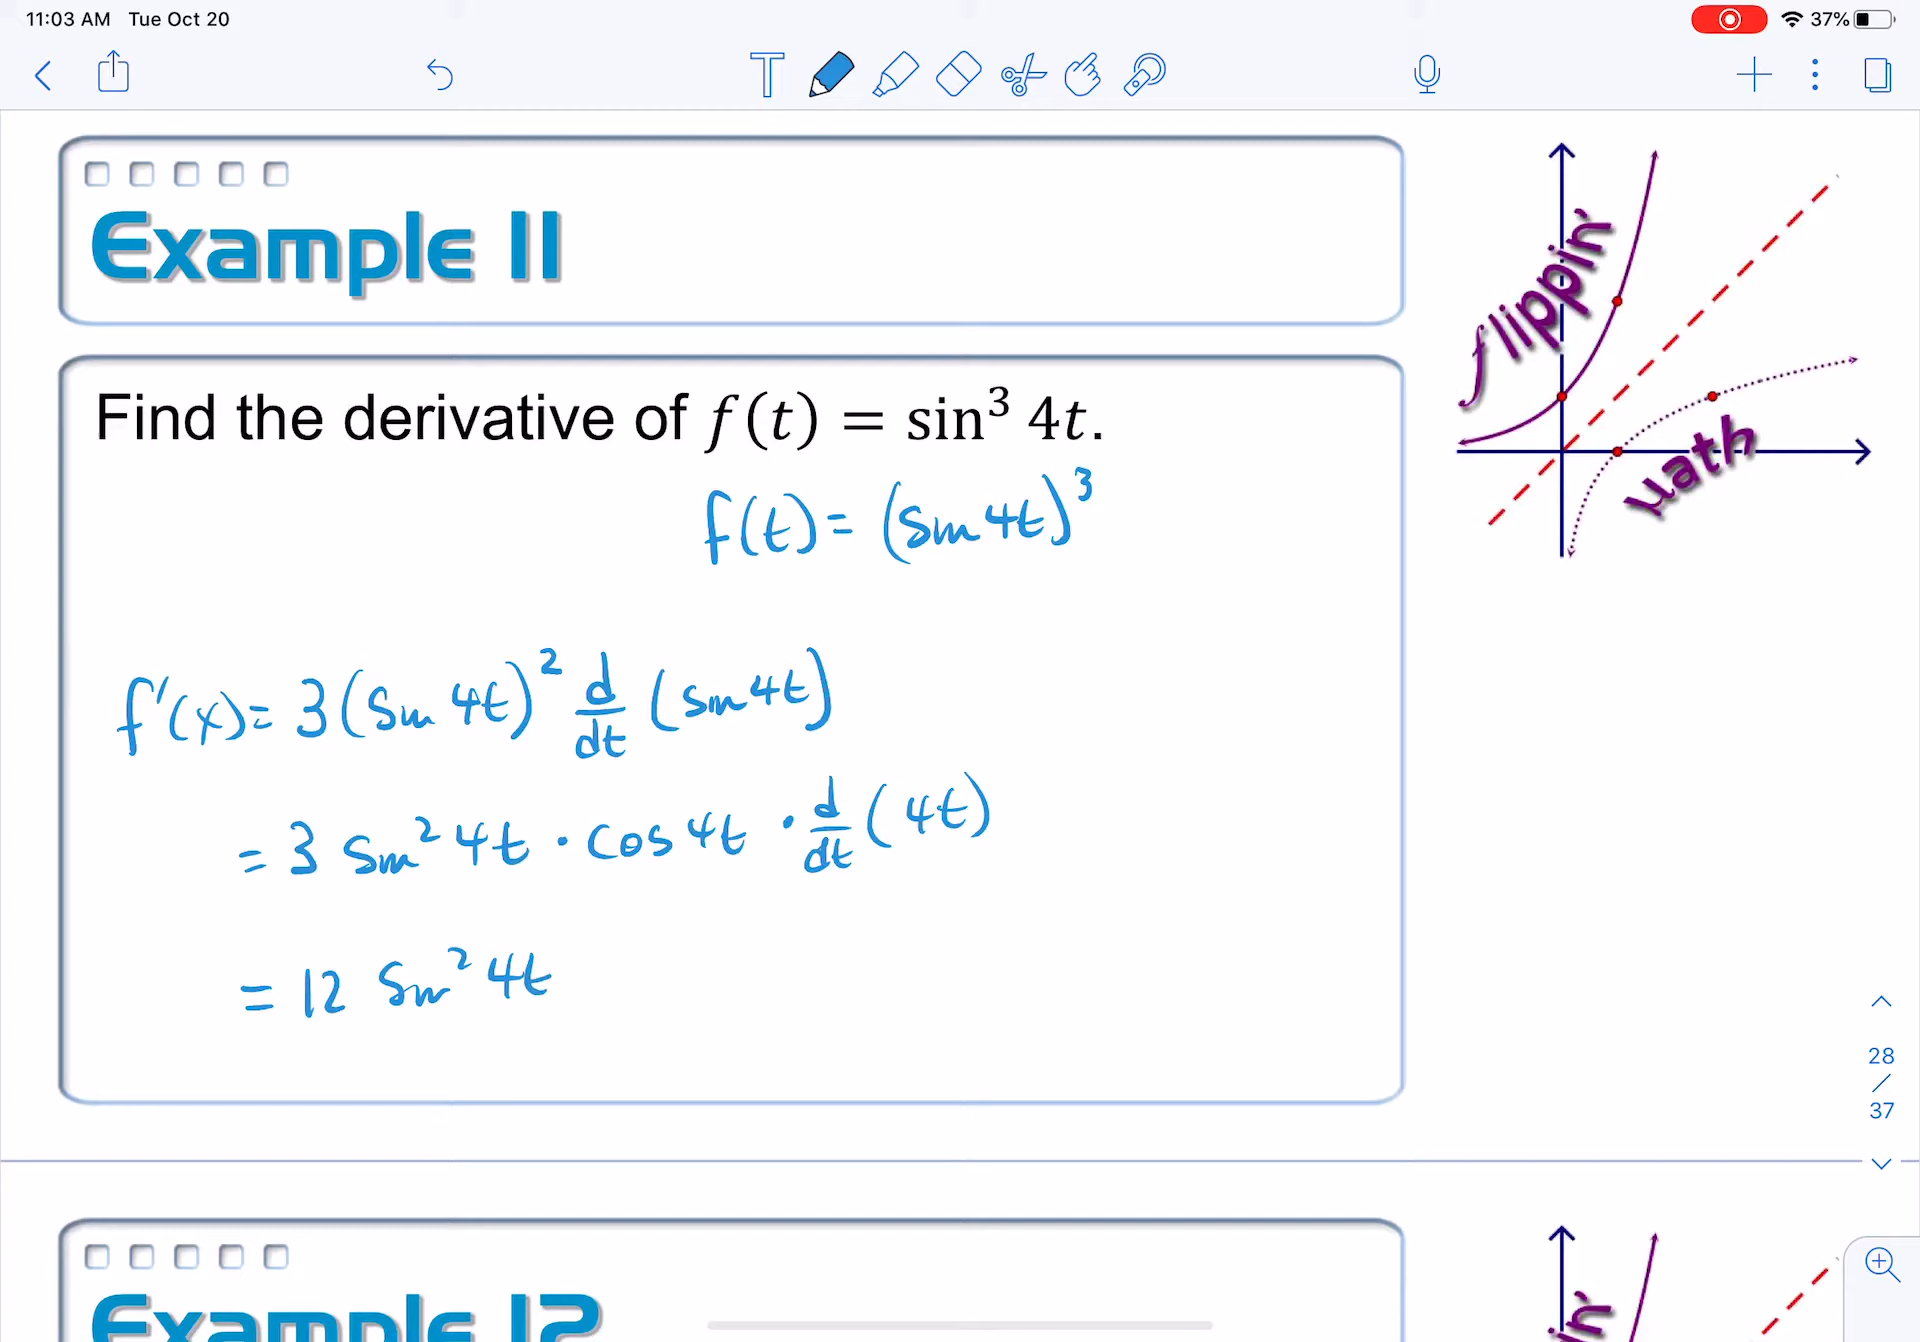 11:03 AM Tue Oct 20
37%
Example 11
flippin'
math
Find the derivative of f(t) = sin³ 4t.
f(t) = (sin 4t)³
f'(x) = 3 (sin 4t)² d/dt (sin 4t)
= 3 sin² 4t · cos 4t · d/dt (4t)
= 12 sin² 4t
28
/
37
Example 12
in'